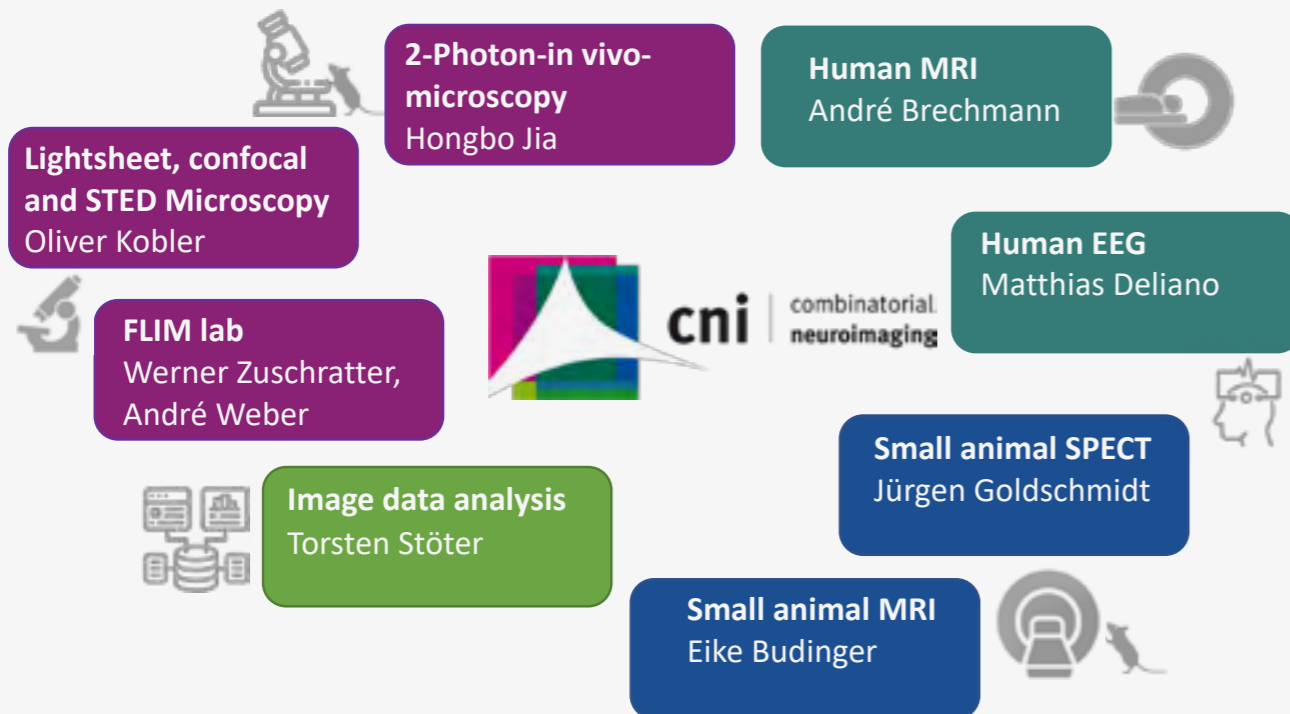 2-Photon-in vivo-
microscopy
Hongbo Jia
Human MRI
André Brechmann
Lightsheet, confocal
and STED Microscopy
Oliver Kobler
Human EEG
Matthias Deliano
cni
combinatorial
neuroimaging
FLIM lab
Werner Zuschratter,
André Weber
Small animal SPECT
Jürgen Goldschmidt
Image data analysis
Torsten Stöter
Small animal MRI
Eike Budinger